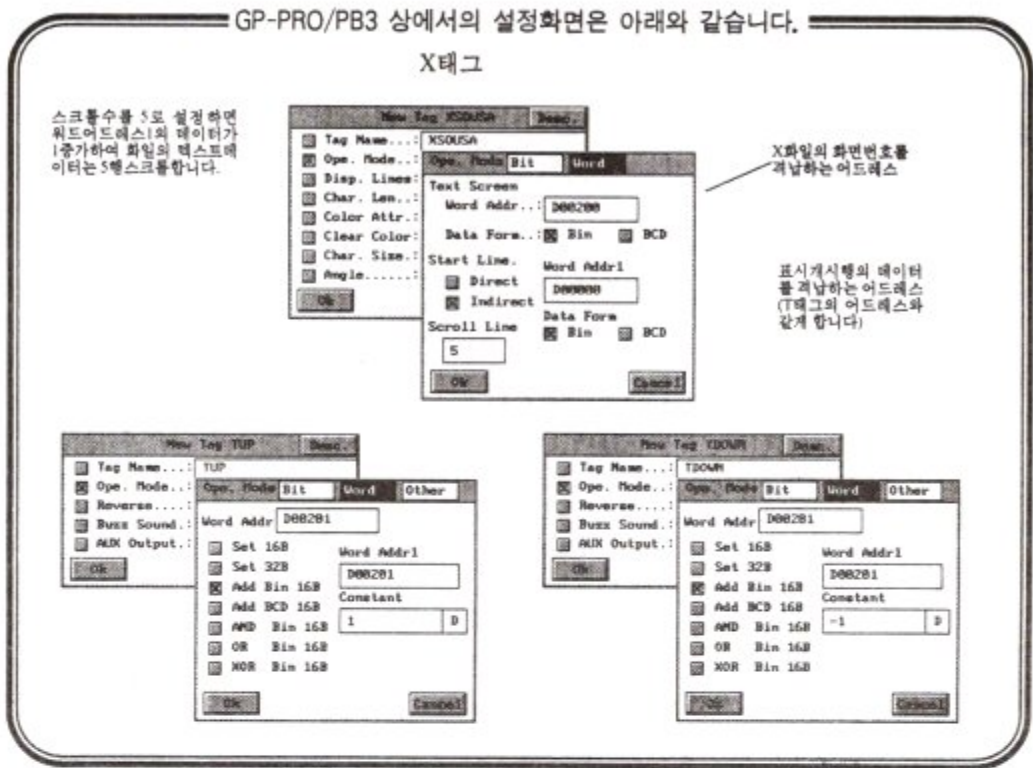 GP-PRO/PB3 상에서의 설정화면은 아래와 같습니다.
X태그
스크롤수를 5로 설정하면
워드어드레스1의 데이터가
1증가하여 화일의 텍스트데
이터는 5행스크롤합니다.
New Tag XSOUSA Desc.
Tag Name...: XSOUSA
Ope. Mode..:
Disp. Lines:
Char. Len..:
Color Attr.:
Clear Color:
Char. Size.:
Angle......:
Ok
Ope. Mode Bit Word
Text Screen
Word Addr..: D00200
Data Form..: Bin BCD
Start Line.
Direct
Indirect
Word Addr1
D00000
Data Form
Bin BCD
Scroll Line
5
Ok Cancel
X화일의 화면번호를
격납하는 어드레스
표시개시행의 데이터
를 격납하는 어드레스
(T태그의 어드레스와
같게 합니다)
New Tag TUP Desc.
Tag Name...: TUP
Ope. Mode..:
Reverse....:
Buzz Sound.:
AUX Output.:
Ok
Ope. Mode Bit Word Other
Word Addr D00201
Set 16B
Set 32B
Add Bin 16B
Add BCD 16B
AND Bin 16B
OR Bin 16B
XOR Bin 16B
Word Addr1
D00201
Constant
1 D
Ok Cancel
New Tag TDOWN Desc.
Tag Name...: TDOWN
Ope. Mode..:
Reverse....:
Buzz Sound.:
AUX Output.:
Ok
Ope. Mode Bit Word Other
Word Addr D00201
Set 16B
Set 32B
Add Bin 16B
Add BCD 16B
AND Bin 16B
OR Bin 16B
XOR Bin 16B
Word Addr1
D00201
Constant
-1 D
Ok Cancel